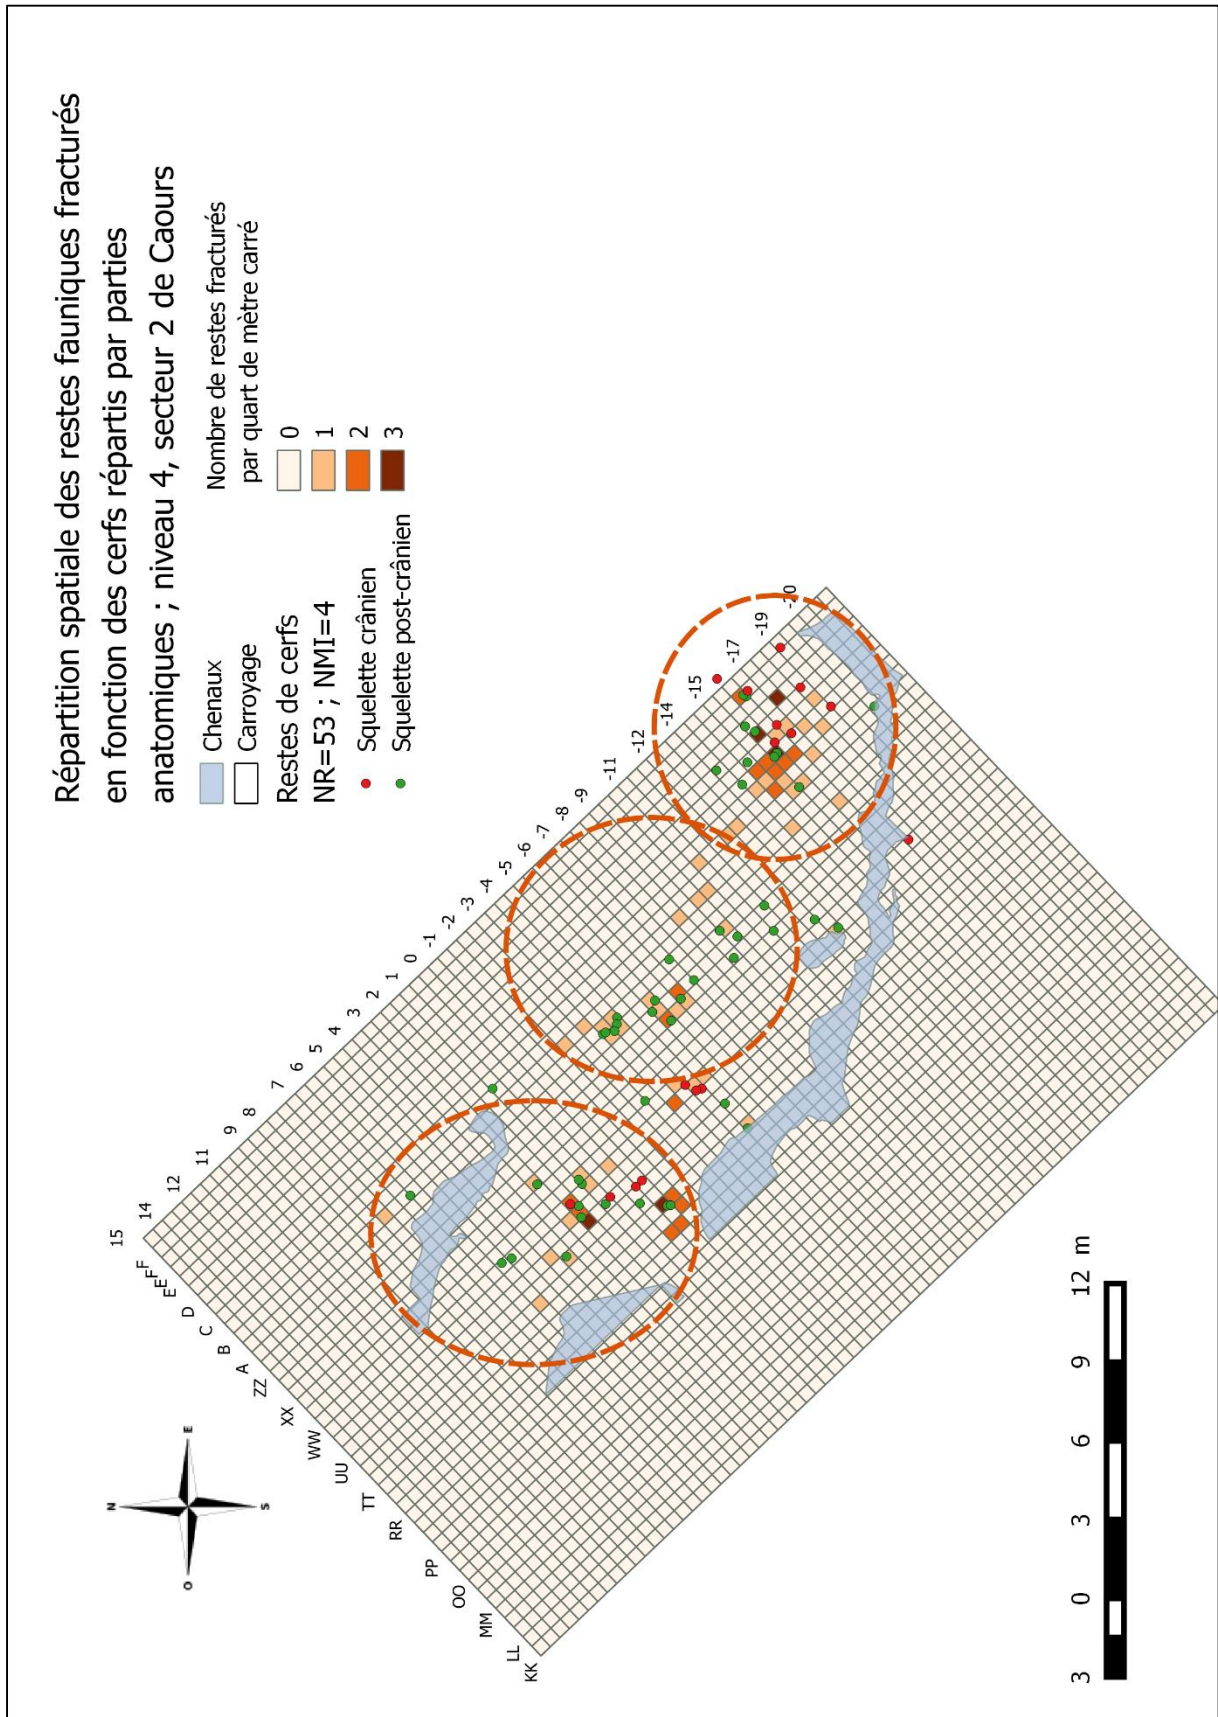 Répartition spatiale des restes fauniques fracturés
en fonction des cerfs répartis par parties
anatomiques ; niveau 4, secteur 2 de Caours
Chenaux
Carroyage
Restes de cerfs
NR=53 ; NMI=4
Squelette crânien
Squelette post-crânien
Nombre de restes fracturés
par quart de mètre carré
0
1
2
3
N
O
E
S
15
14
12
11
9
8
7
6
5
4
3
2
1
0
-1
-2
-3
-4
-5
-6
-7
-8
-9
-11
-12
-14
-15
-17
-19
-20
F
F
E
E
D
C
B
A
ZZ
XX
WW
UU
TT
RR
PP
OO
MM
LL
KK
3 0 3 6 9 12 m